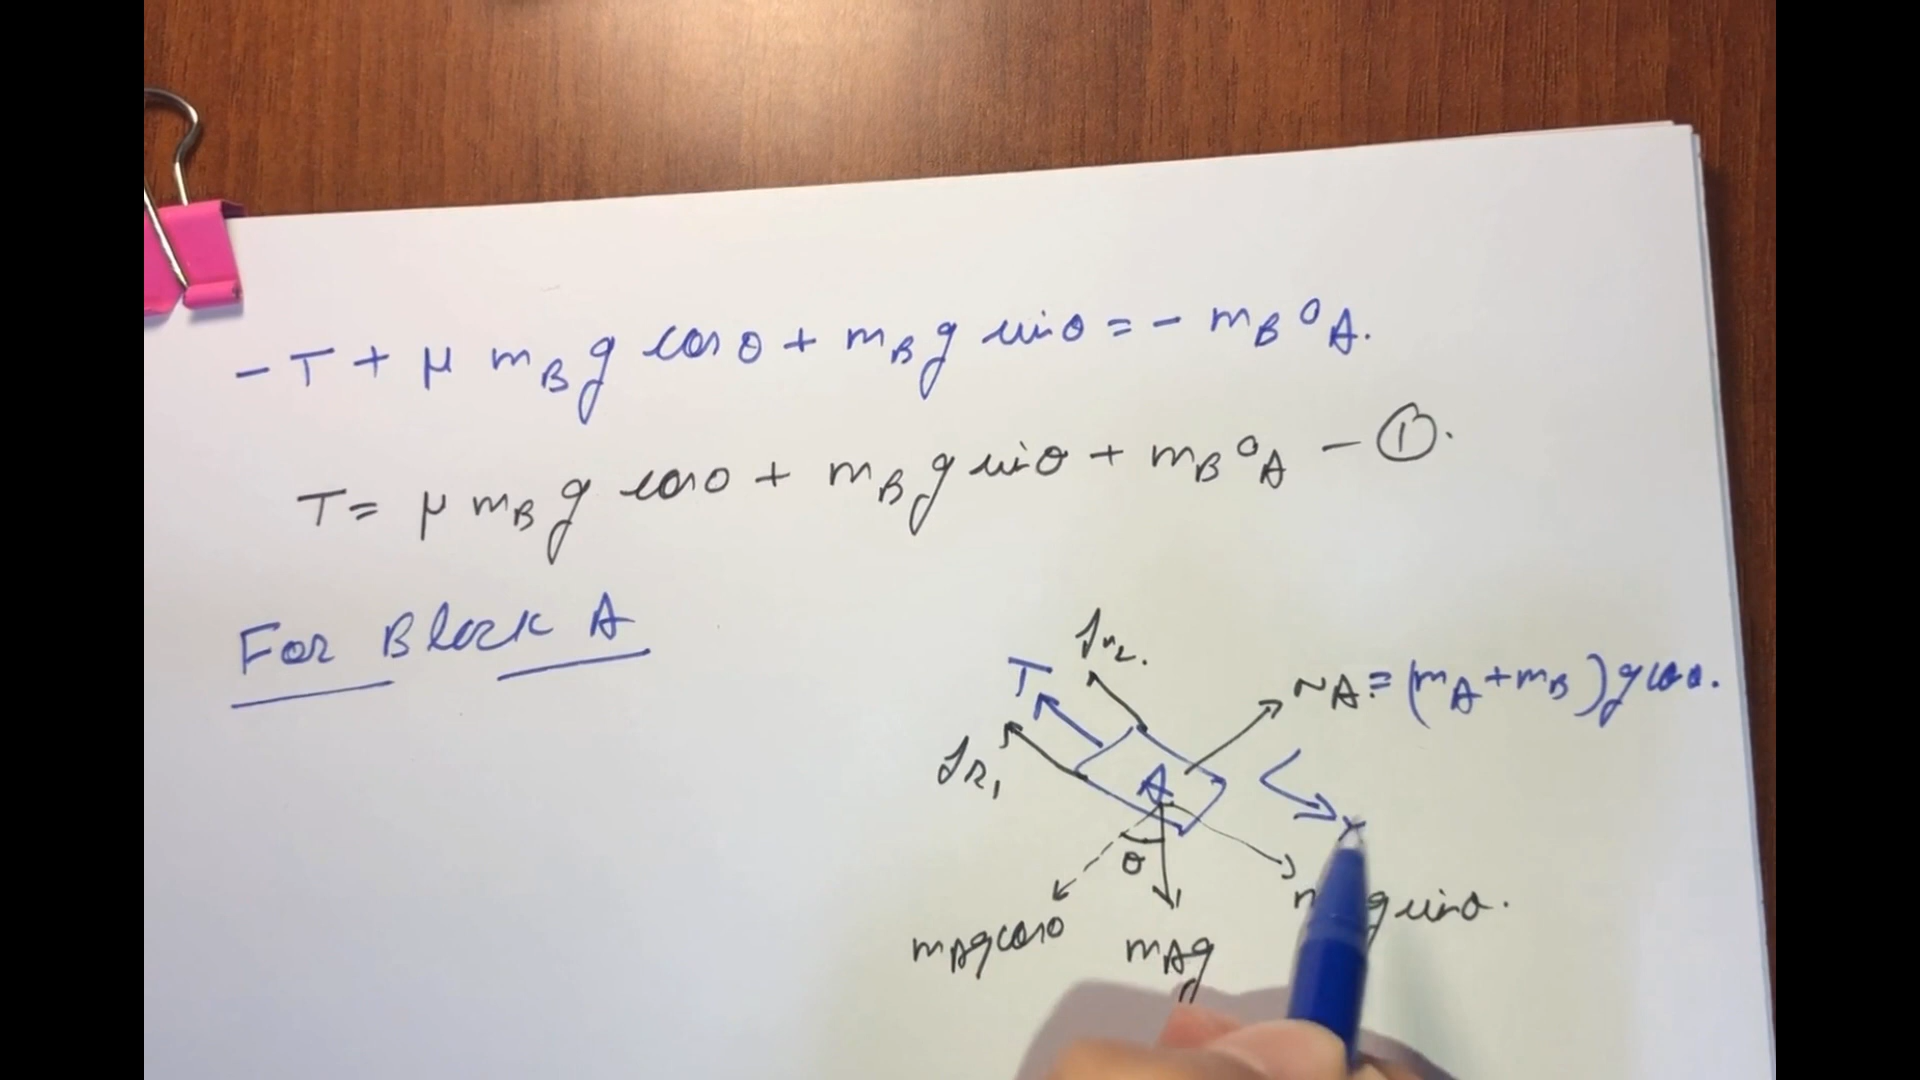 - T + μ m_B g cos θ + m_B g sin θ = - m_B a_A.
T = μ m_B g cos θ + m_B g sin θ + m_B a_A - ①.
For Block A
fr₂.
T
N_A = (m_A + m_B) g cos θ.
fr₁
A
x
θ
g sin θ.
m_A g cos θ
m_A g